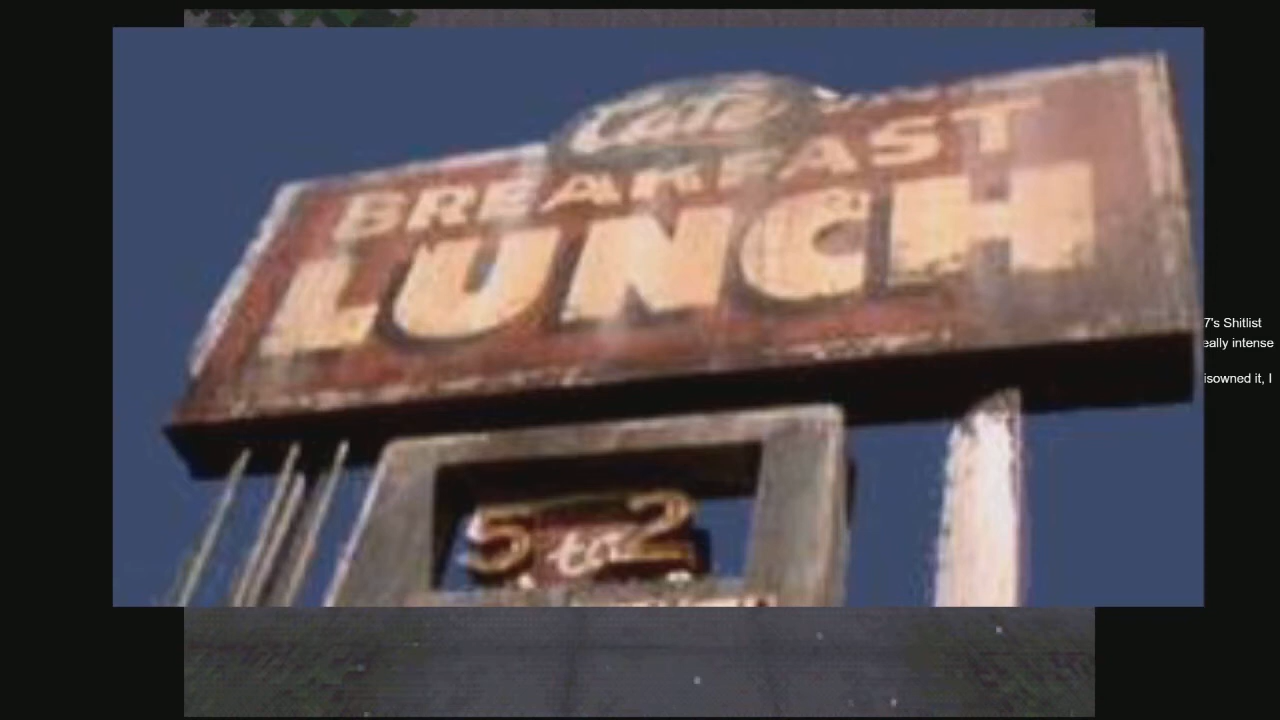 Cafe
BREAKFAST
LUNCH
5 to 2
7's Shitlist
eally intense
isowned it, I